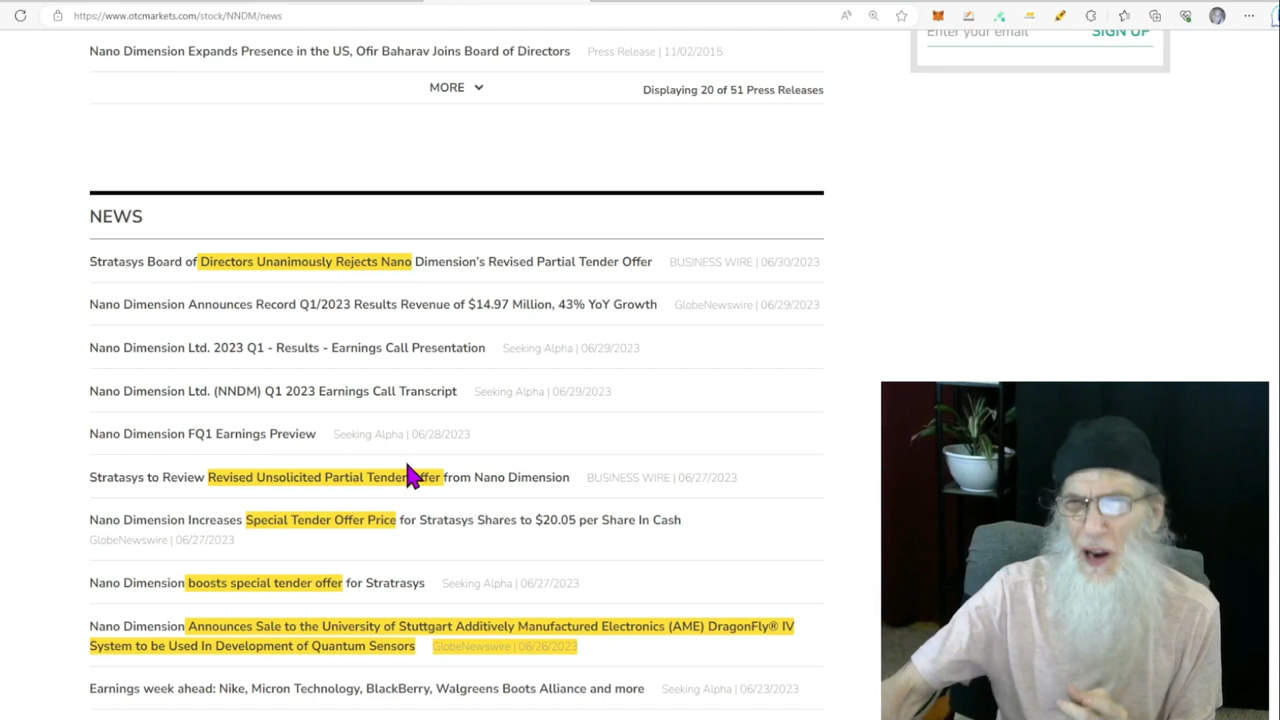 https://www.otcmarkets.com/stock/NNDM/news
Nano Dimension Expands Presence in the US, Ofir Baharav Joins Board of Directors Press Release | 11/02/2015
Enter your email SIGN UP
MORE
Displaying 20 of 51 Press Releases
NEWS
Stratasys Board of Directors Unanimously Rejects Nano Dimension's Revised Partial Tender Offer BUSINESS WIRE | 06/30/2023
Nano Dimension Announces Record Q1/2023 Results Revenue of $14.97 Million, 43% YoY Growth GlobeNewswire | 06/29/2023
Nano Dimension Ltd. 2023 Q1 - Results - Earnings Call Presentation Seeking Alpha | 06/29/2023
Nano Dimension Ltd. (NNDM) Q1 2023 Earnings Call Transcript Seeking Alpha | 06/29/2023
Nano Dimension FQ1 Earnings Preview Seeking Alpha | 06/28/2023
Stratasys to Review Revised Unsolicited Partial Tender Offer from Nano Dimension BUSINESS WIRE | 06/27/2023
Nano Dimension Increases Special Tender Offer Price for Stratasys Shares to $20.05 per Share In Cash
GlobeNewswire | 06/27/2023
Nano Dimension boosts special tender offer for Stratrasys Seeking Alpha | 06/27/2023
Nano Dimension Announces Sale to the University of Stuttgart Additively Manufactured Electronics (AME) DragonFly® IV
System to be Used In Development of Quantum Sensors GlobeNewswire | 06/26/2023
Earnings week ahead: Nike, Micron Technology, BlackBerry, Walgreens Boots Alliance and more Seeking Alpha | 06/23/2023